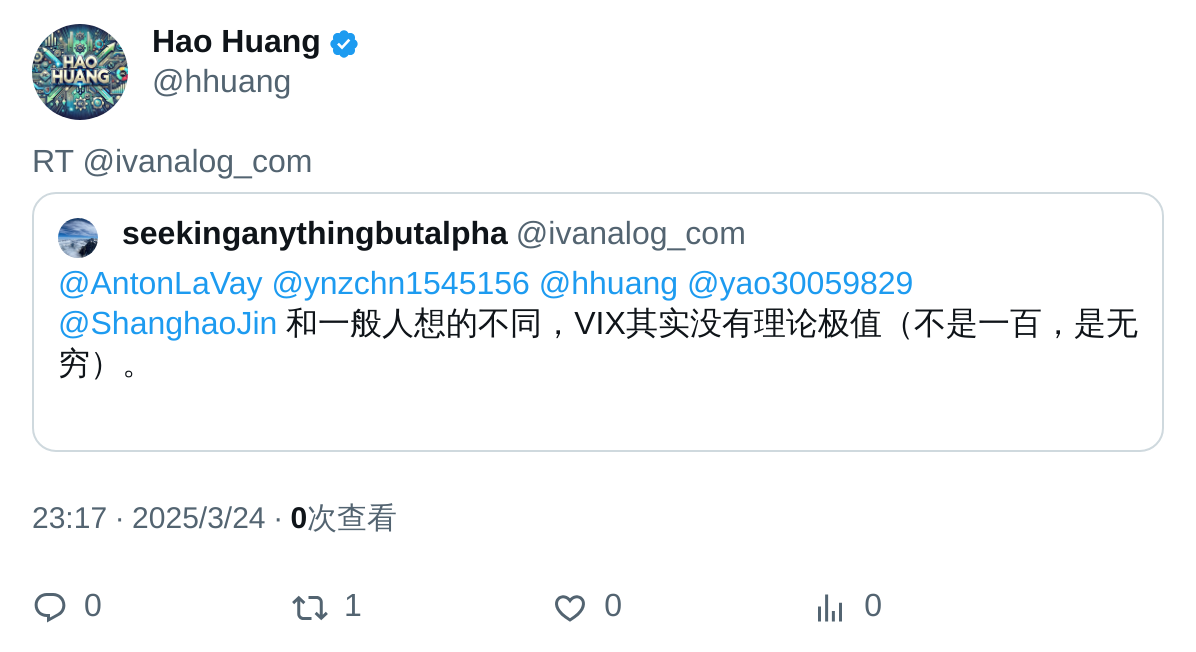 HAO
HUANG
Hao Huang
@hhuang
RT @ivanalog_com
seekinganythingbutalpha @ivanalog_com
@AntonLaVay @ynzchn1545156 @hhuang @yao30059829
@ShanghaoJin 和一般人想的不同，VIX其实没有理论极值（不是一百，是无
穷）。
23:17 · 2025/3/24 · 0次查看
0 1 0 0